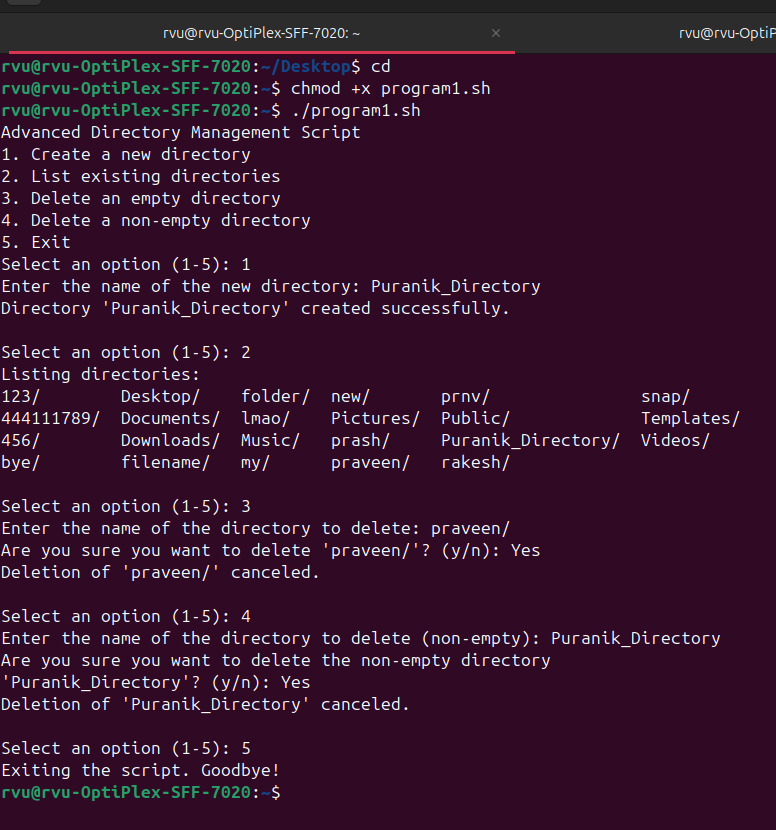 rvu@rvu-OptiPlex-SFF-7020: ~ × rvu@rvu-OptiP
rvu@rvu-OptiPlex-SFF-7020:~/Desktop$ cd
rvu@rvu-OptiPlex-SFF-7020:~$ chmod +x program1.sh
rvu@rvu-OptiPlex-SFF-7020:~$ ./program1.sh
Advanced Directory Management Script
1. Create a new directory
2. List existing directories
3. Delete an empty directory
4. Delete a non-empty directory
5. Exit
Select an option (1-5): 1
Enter the name of the new directory: Puranik_Directory
Directory 'Puranik_Directory' created successfully.

Select an option (1-5): 2
Listing directories:
123/        Desktop/    folder/  new/       prnv/               snap/
444111789/  Documents/  lmao/    Pictures/  Public/             Templates/
456/        Downloads/  Music/   prash/     Puranik_Directory/  Videos/
bye/        filename/   my/      praveen/   rakesh/

Select an option (1-5): 3
Enter the name of the directory to delete: praveen/
Are you sure you want to delete 'praveen/'? (y/n): Yes
Deletion of 'praveen/' canceled.

Select an option (1-5): 4
Enter the name of the directory to delete (non-empty): Puranik_Directory
Are you sure you want to delete the non-empty directory
'Puranik_Directory'? (y/n): Yes
Deletion of 'Puranik_Directory' canceled.

Select an option (1-5): 5
Exiting the script. Goodbye!
rvu@rvu-OptiPlex-SFF-7020:~$